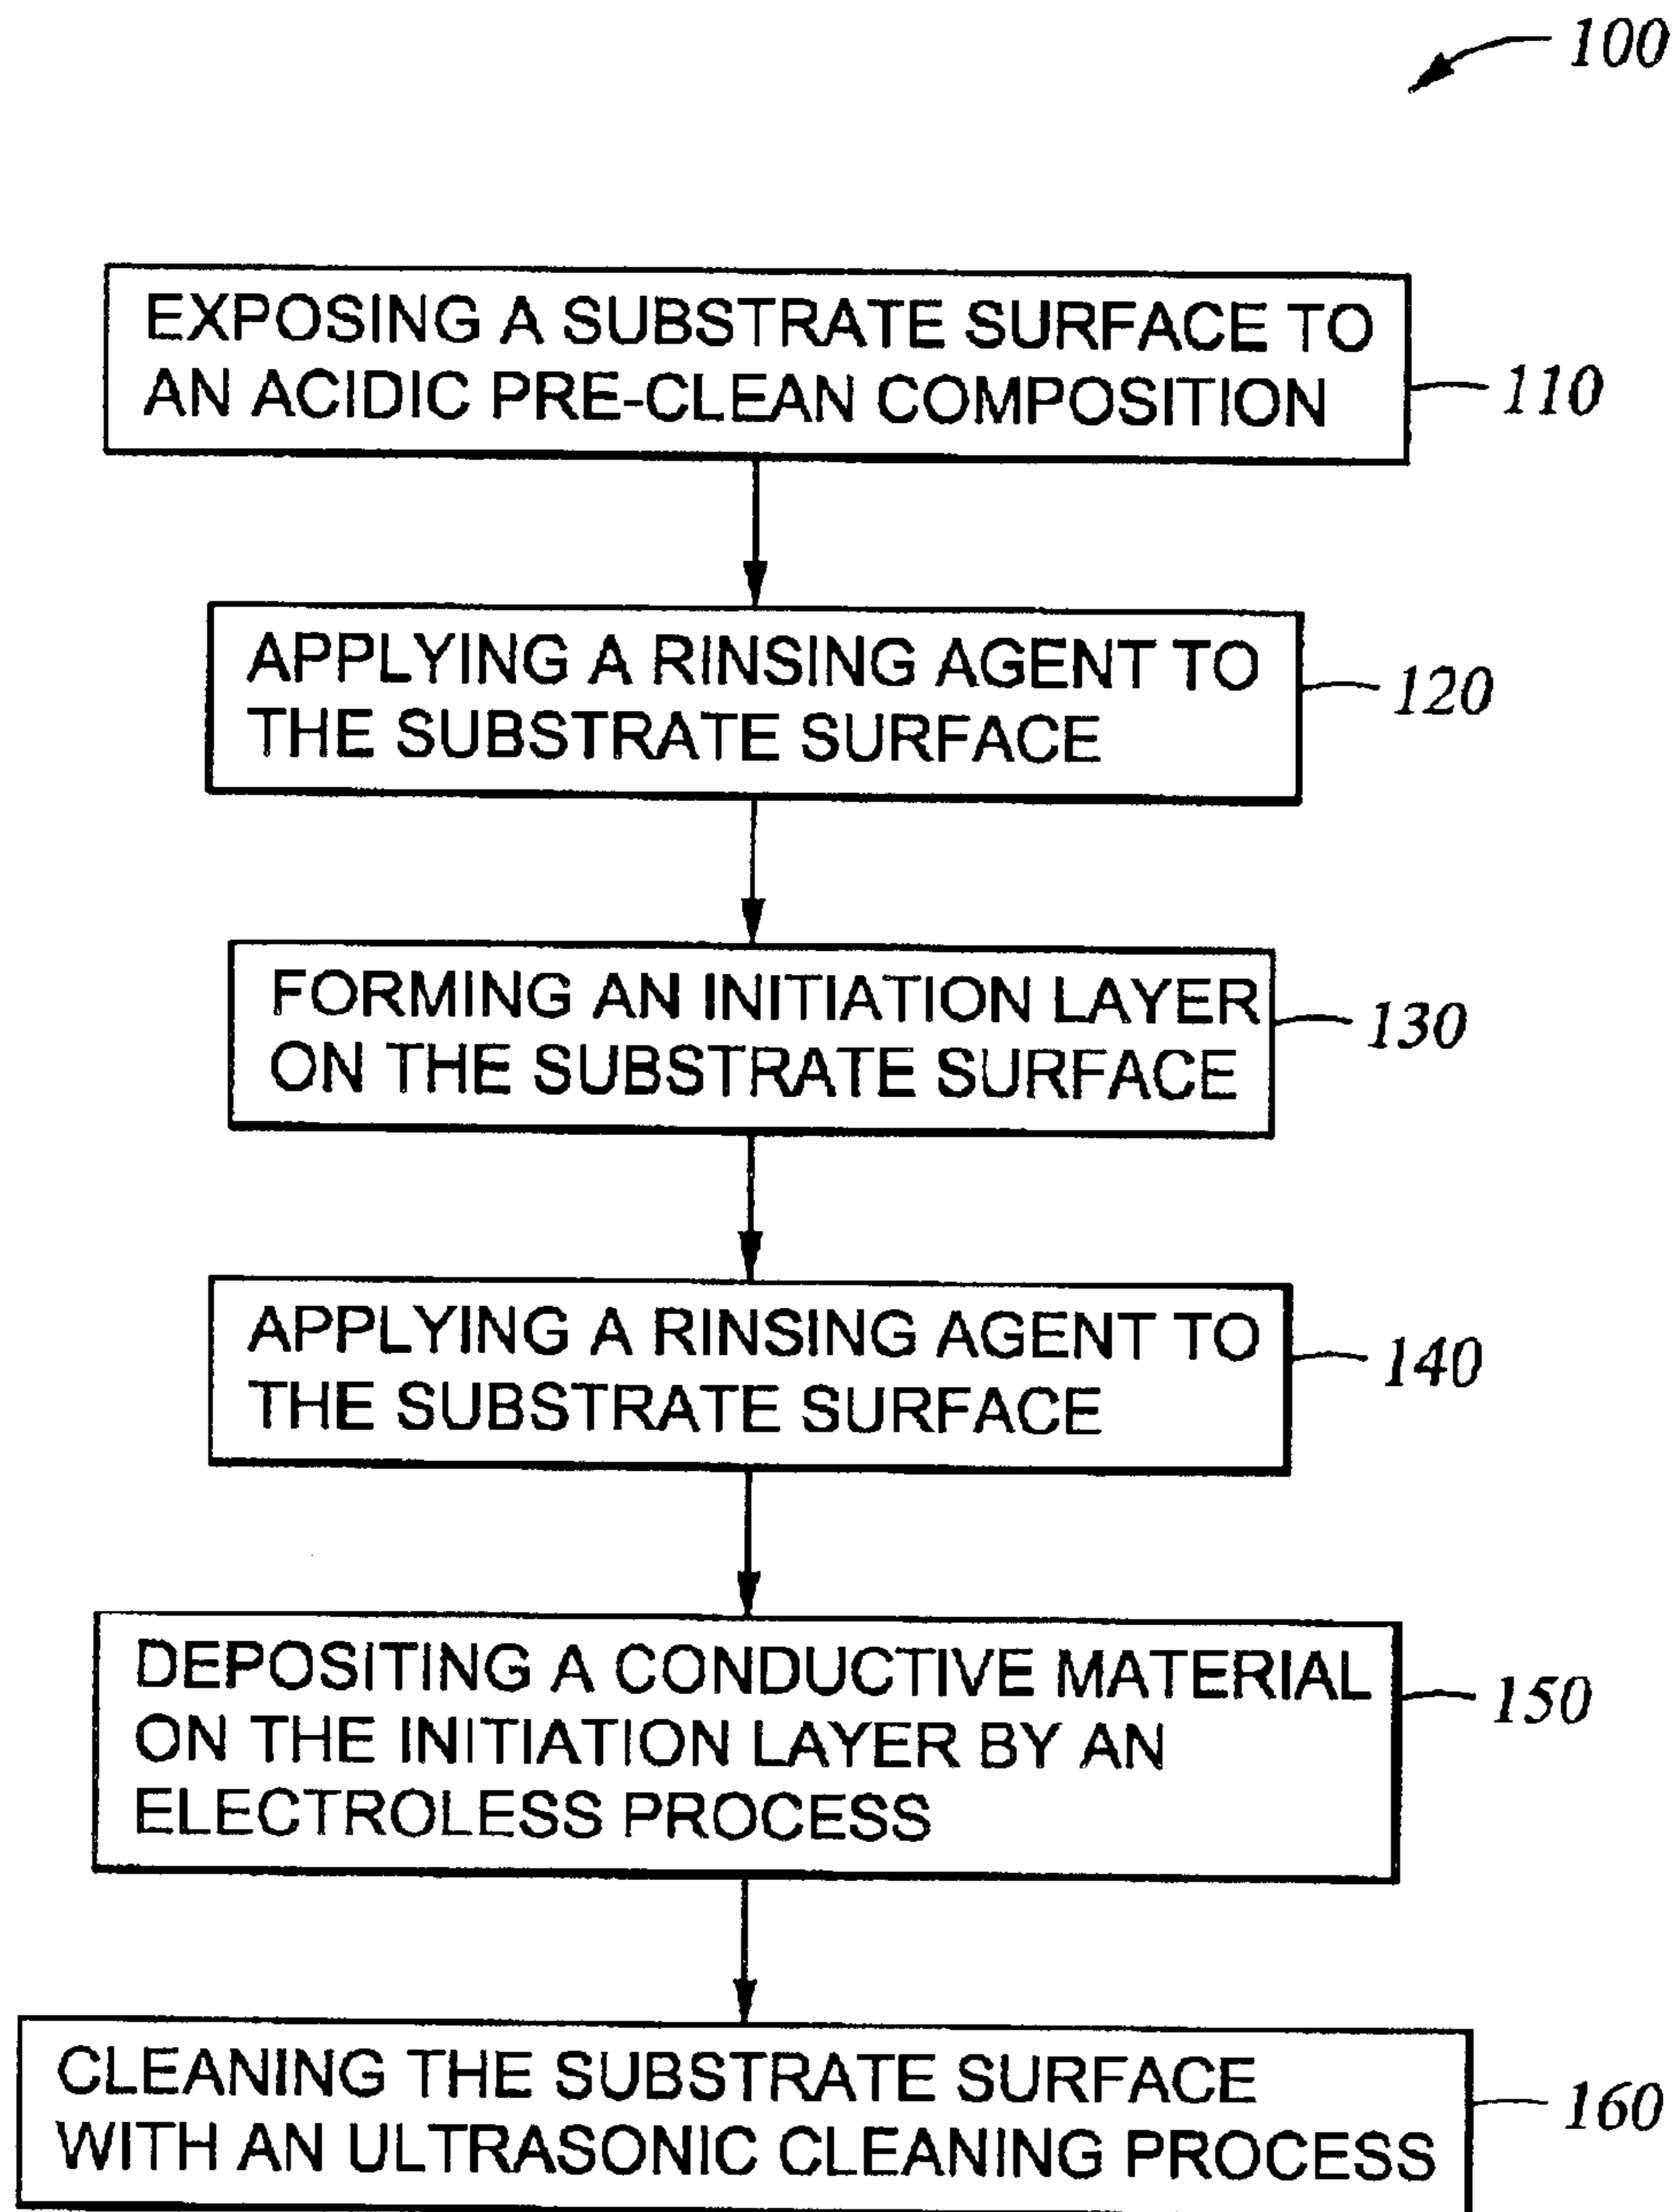 100
EXPOSING A SUBSTRATE SURFACE TO
AN ACIDIC PRE-CLEAN COMPOSITION
110
APPLYING A RINSING AGENT TO
THE SUBSTRATE SURFACE
120
FORMING AN INITIATION LAYER
ON THE SUBSTRATE SURFACE
130
APPLYING A RINSING AGENT TO
THE SUBSTRATE SURFACE
140
DEPOSITING A CONDUCTIVE MATERIAL
ON THE INITIATION LAYER BY AN
ELECTROLESS PROCESS
150
CLEANING THE SUBSTRATE SURFACE
WITH AN ULTRASONIC CLEANING PROCESS
160